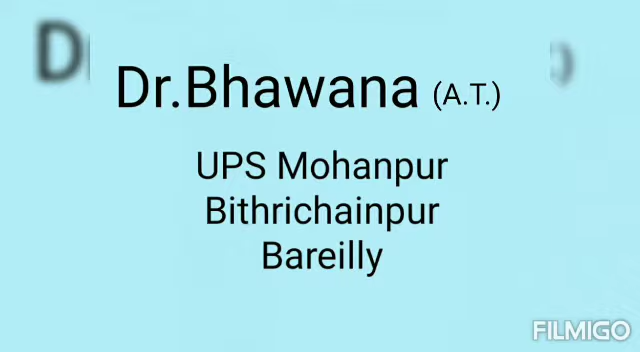 Dr.Bhawana (A.T.)
UPS Mohanpur
Bithrichainpur
Bareilly
FILMIGO